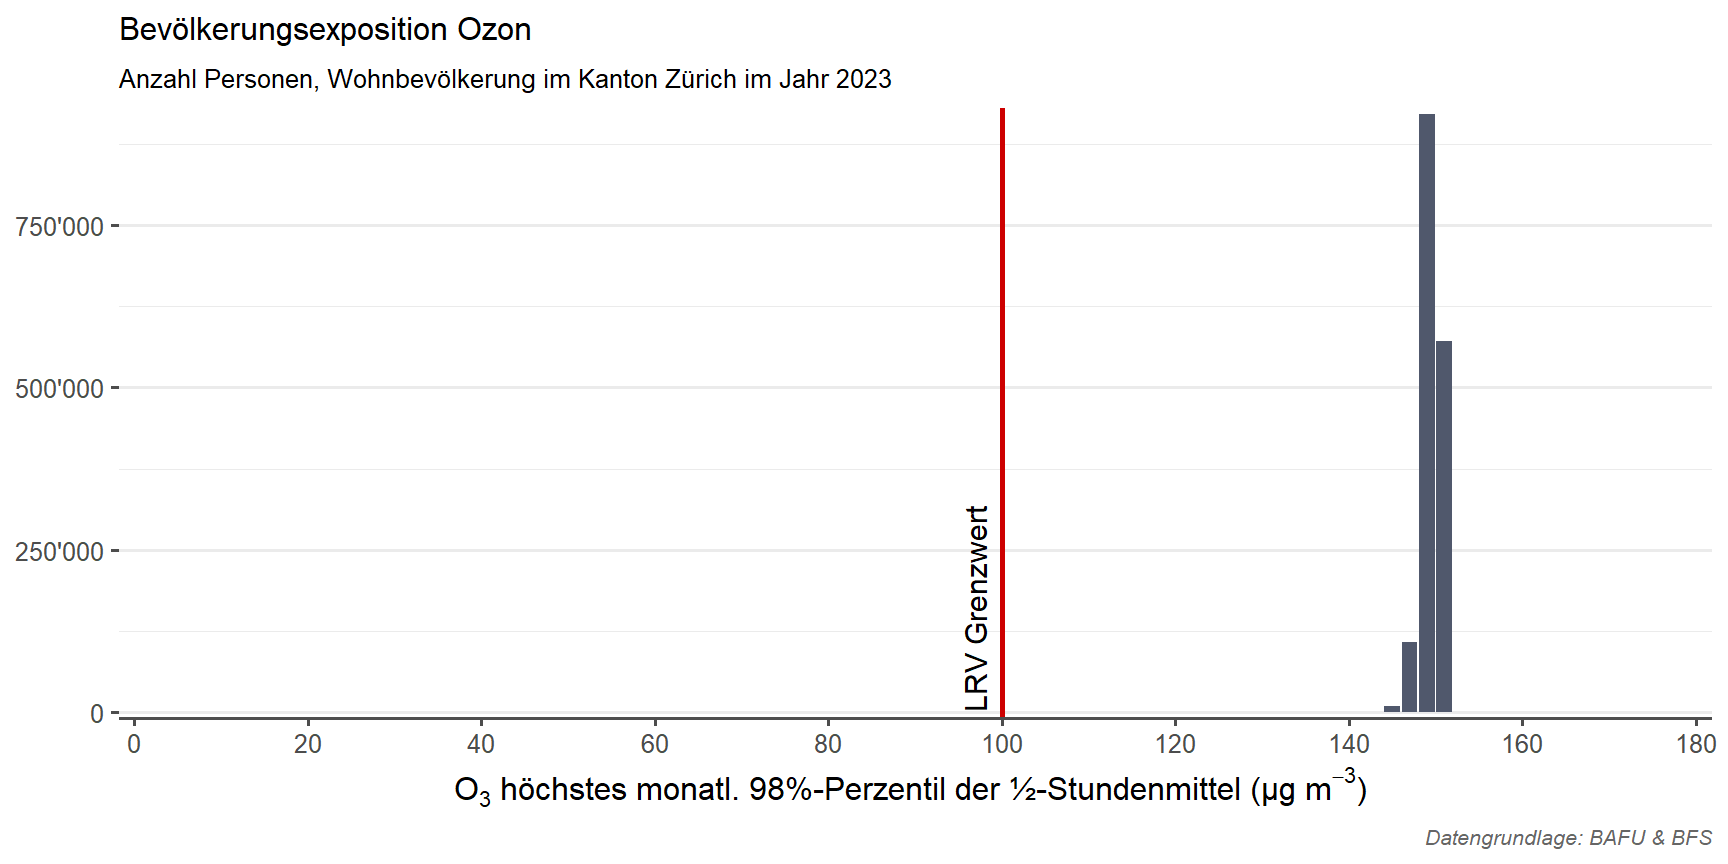 Bevölkerungsexposition Ozon
Anzahl Personen, Wohnbevölkerung im Kanton Zürich im Jahr 2023
750'000
500'000
250'000
0
LRV Grenzwert
0 20 40 60 80 100 120 140 160 180
O₃ höchstes monatl. 98%-Perzentil der ½-Stundenmittel (µg m⁻³)
Datengrundlage: BAFU & BFS